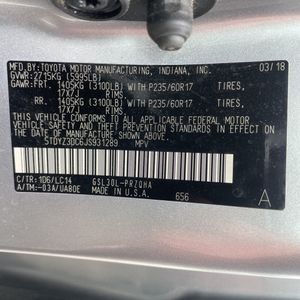 MFD. BY: TOYOTA MOTOR MANUFACTURING, INDIANA, INC. 03/18
GVWR: 2715KG (5995LB)
GAWR: FRT. 1405KG (3100LB) WITH P235/60R17 TIRES,
17X7J RIMS,
RR. 1405KG (3100LB) WITH P235/60R17 TIRES,
17X7J RIMS,
THIS VEHICLE CONFORMS TO ALL APPLICABLE FEDERAL MOTOR
VEHICLE SAFETY AND THEFT PREVENTION STANDARDS IN EFFECT ON
THE DATE OF MANUFACTURE SHOWN ABOVE.
5TDYZ3DC6JS931289 MPV
C/TR: 1D6/LC14 GSL30L-PRZQHA
A/TM: -03A/UA80E MADE IN U.S.A. 656 A